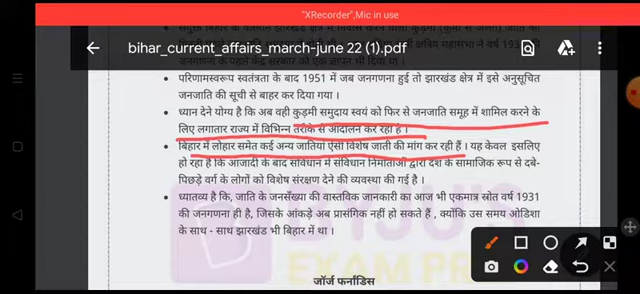 "XRecorder",Mic in use
bihar_current_affairs_march-june 22 (1).pdf
के
परिणामस्वरूप स्वतंत्रता के बाद 1951 में जब जनगणना हुई तो झारखंड क्षेत्र में इसे अनुसूचित
जनजाति की सूची से बाहर कर दिया गया ।
ध्यान देने योग्य है कि अब वही कुड़मी समुदाय स्वयं को फिर से जनजाति समूह में शामिल करने के
लिए लगातार राज्य में विभिन्न तरीके से आंदोलन कर रहा है ।
बिहार में लोहार समेत कई अन्य जातियां ऐसी विशेष जाती की मांग कर रही हैं । यह केवल इसलिए
हो रहा है कि आजादी के बाद संविधान में संविधान निर्माताओं द्वारा देश के सामाजिक रूप से दबे-
पिछड़े वर्ग के लोगों को विशेष संरक्षण देने की व्यवस्था की गई है ।
ध्यातव्य है कि, जाति के जनसँख्या की वास्तविक जानकारी का आज भी एकमात्र स्रोत वर्ष 1931
की जनगणना ही है, जिसके आंकड़े अब प्रासंगिक नहीं हो सकते हैं , क्योंकि उस समय ओडिशा
के साथ - साथ झारखंड भी बिहार में था ।
BYJU'S
EXAM PREP
जॉर्ज फर्नांडिस